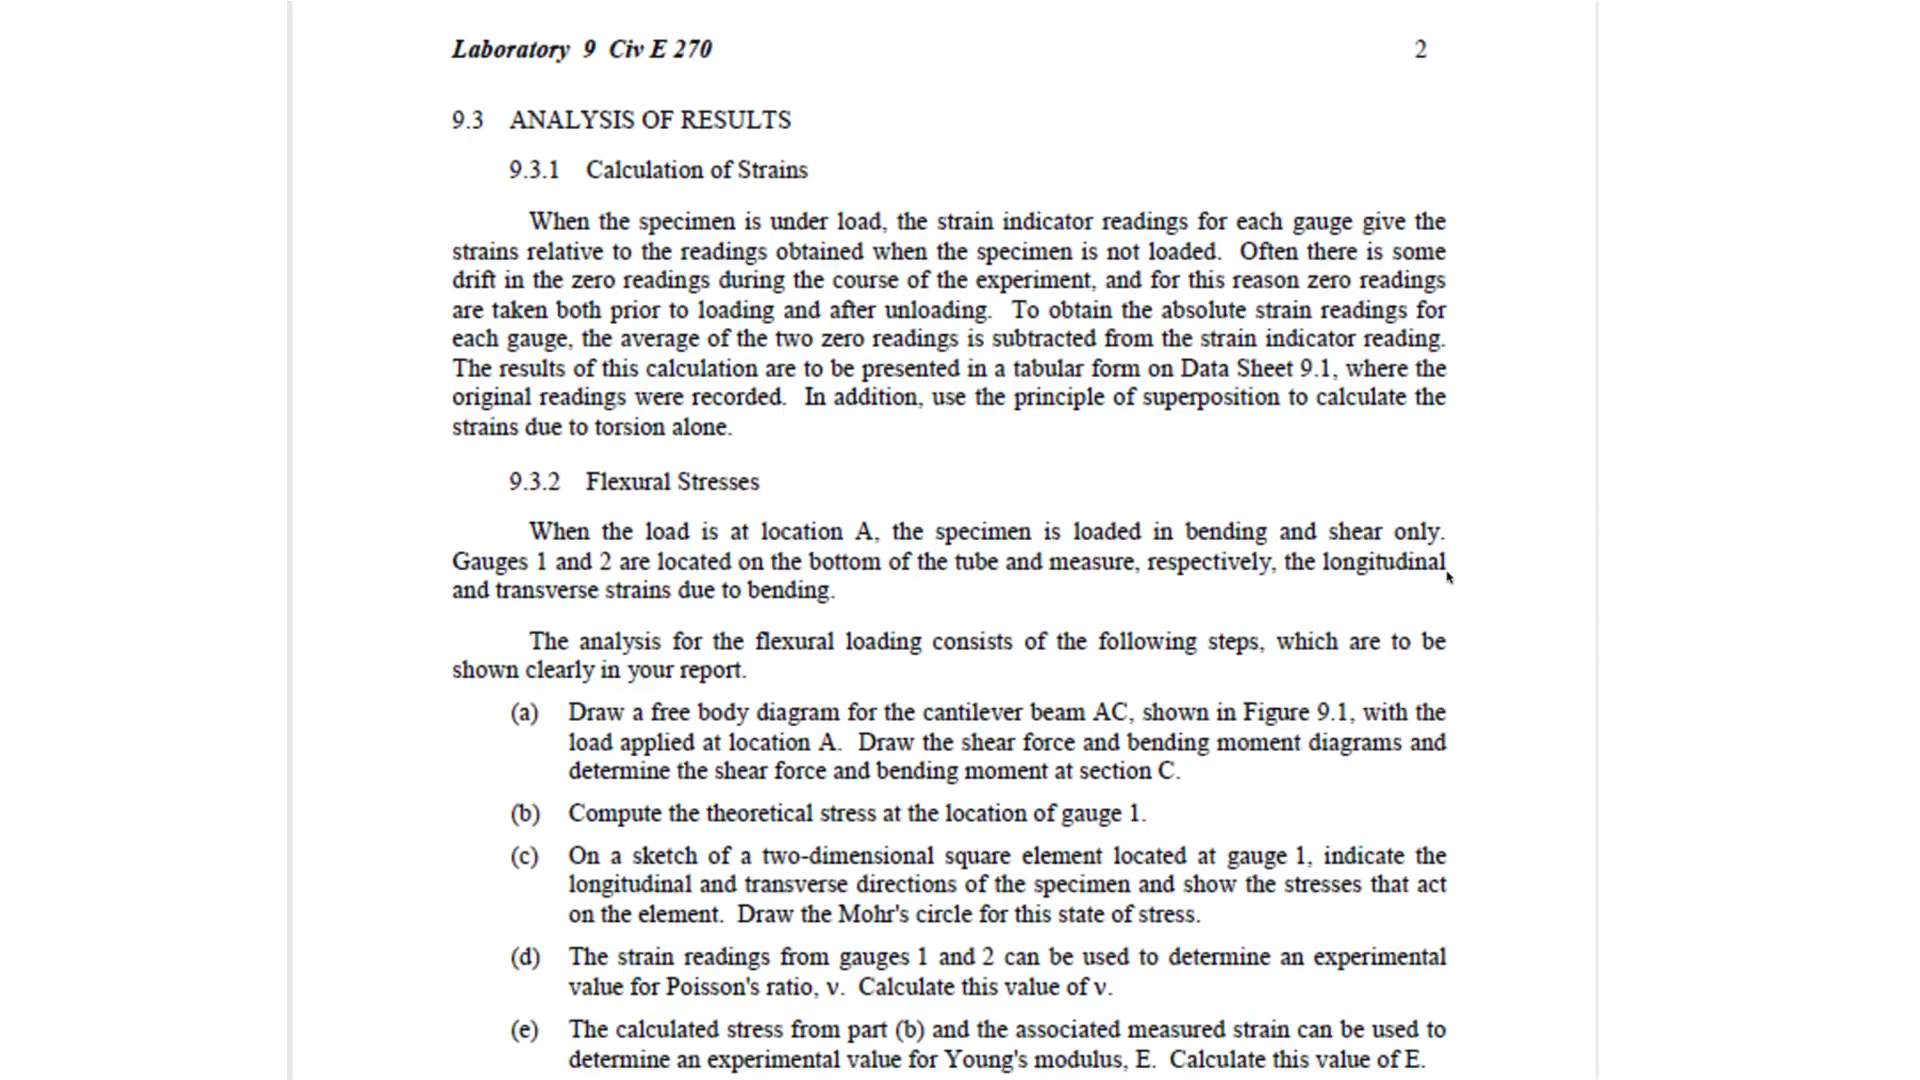 Laboratory 9 Civ E 270 2
9.3 ANALYSIS OF RESULTS
9.3.1 Calculation of Strains
When the specimen is under load, the strain indicator readings for each gauge give the
strains relative to the readings obtained when the specimen is not loaded. Often there is some
drift in the zero readings during the course of the experiment, and for this reason zero readings
are taken both prior to loading and after unloading. To obtain the absolute strain readings for
each gauge, the average of the two zero readings is subtracted from the strain indicator reading.
The results of this calculation are to be presented in a tabular form on Data Sheet 9.1, where the
original readings were recorded. In addition, use the principle of superposition to calculate the
strains due to torsion alone.
9.3.2 Flexural Stresses
When the load is at location A, the specimen is loaded in bending and shear only.
Gauges 1 and 2 are located on the bottom of the tube and measure, respectively, the longitudinal
and transverse strains due to bending.
The analysis for the flexural loading consists of the following steps, which are to be
shown clearly in your report.
(a) Draw a free body diagram for the cantilever beam AC, shown in Figure 9.1, with the
load applied at location A. Draw the shear force and bending moment diagrams and
determine the shear force and bending moment at section C.
(b) Compute the theoretical stress at the location of gauge 1.
(c) On a sketch of a two-dimensional square element located at gauge 1, indicate the
longitudinal and transverse directions of the specimen and show the stresses that act
on the element. Draw the Mohr's circle for this state of stress.
(d) The strain readings from gauges 1 and 2 can be used to determine an experimental
value for Poisson's ratio, ν. Calculate this value of ν.
(e) The calculated stress from part (b) and the associated measured strain can be used to
determine an experimental value for Young's modulus, E. Calculate this value of E.